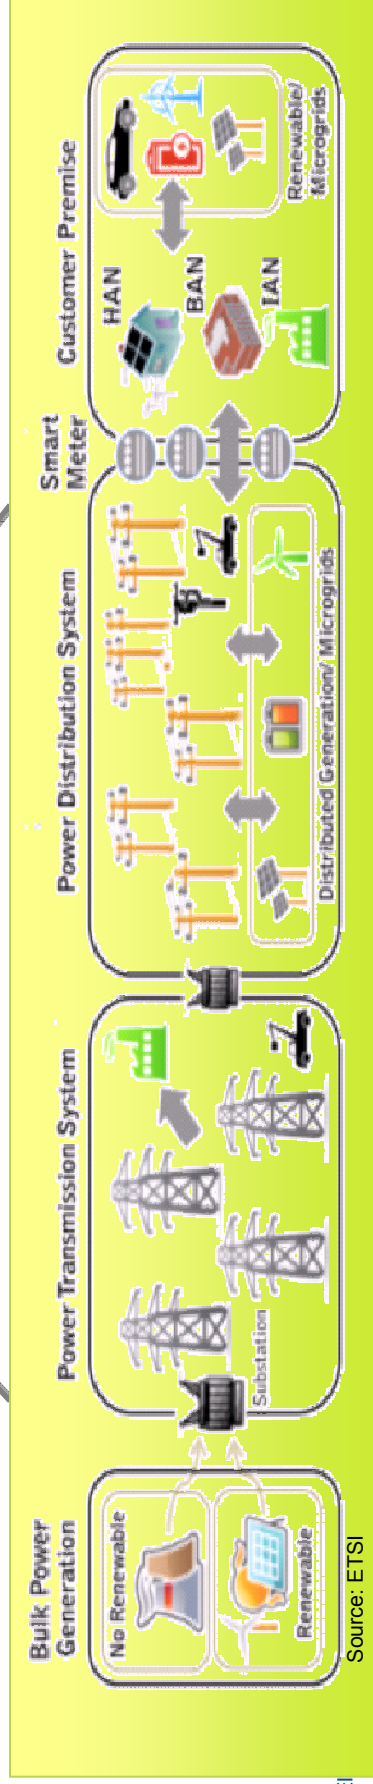 Bulk Power
Generation
No Renewable
Renewable
Power Transmission System
Substation
Power Distribution System
Distributed Generation/ Microgrids
Smart
Meter
Customer Premise
HAN
BAN
IAN
Renewable/
Microgrids
Source: ETSI